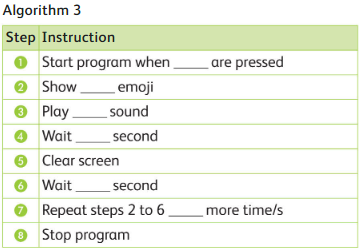 Algorithm 3
Step Instruction
1 Start program when _____ are pressed
2 Show _____ emoji
3 Play _____ sound
4 Wait _____ second
5 Clear screen
6 Wait _____ second
7 Repeat steps 2 to 6 _____ more time/s
8 Stop program